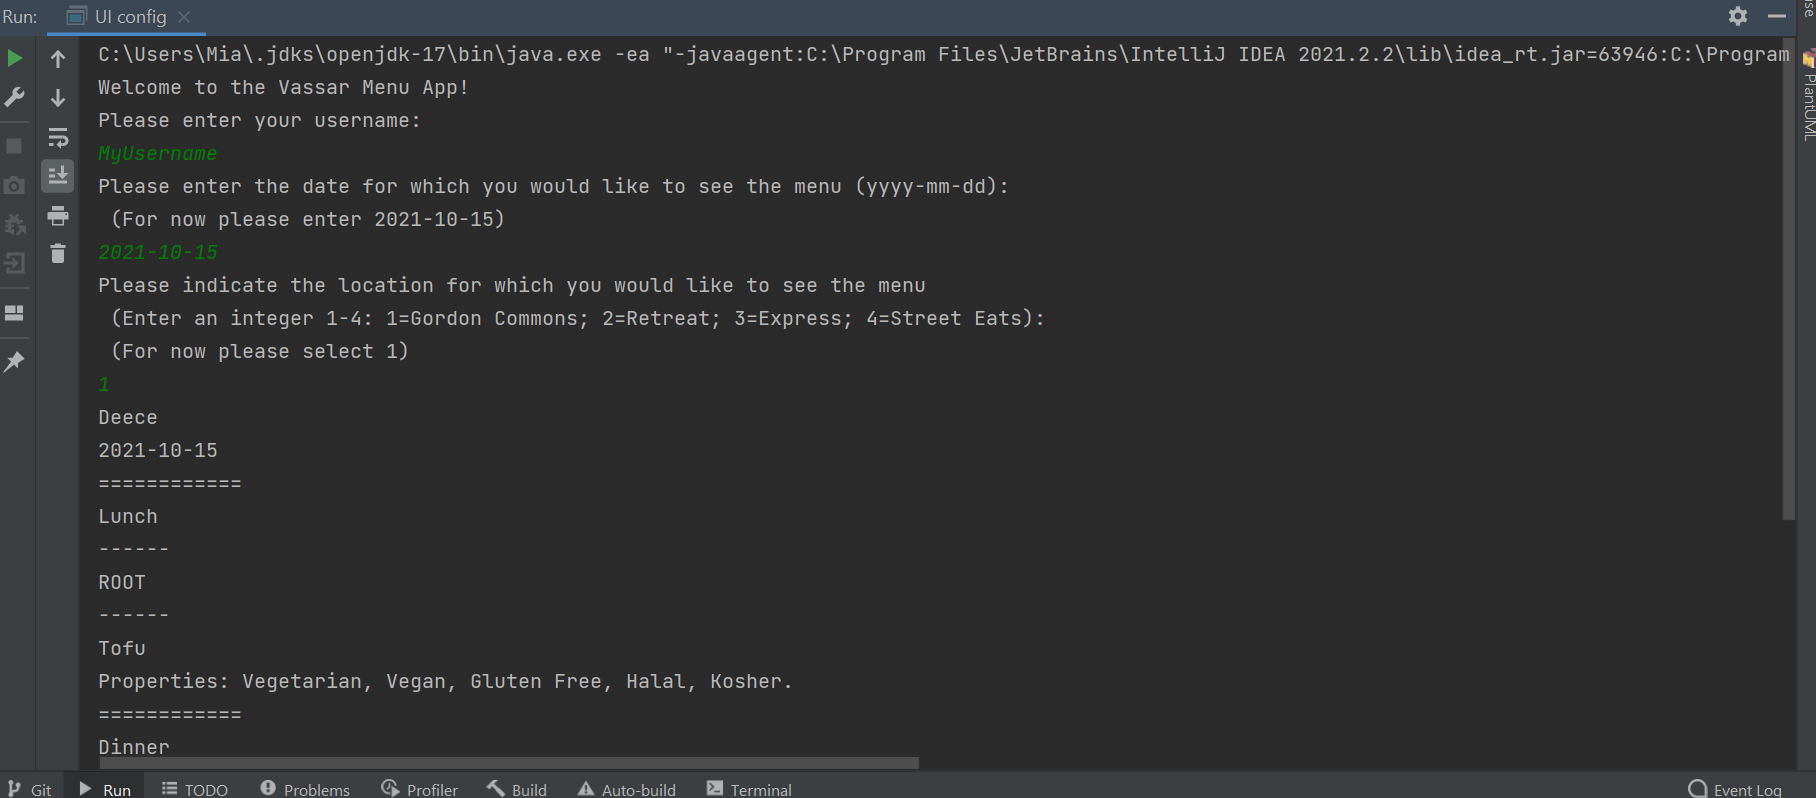 Run: UI config
C:\Users\Mia\.jdks\openjdk-17\bin\java.exe -ea "-javaagent:C:\Program Files\JetBrains\IntelliJ IDEA 2021.2.2\lib\idea_rt.jar=63946:C:\Program
Welcome to the Vassar Menu App!
Please enter your username:
MyUsername
Please enter the date for which you would like to see the menu (yyyy-mm-dd):
(For now please enter 2021-10-15)
2021-10-15
Please indicate the location for which you would like to see the menu
(Enter an integer 1-4: 1=Gordon Commons; 2=Retreat; 3=Express; 4=Street Eats):
(For now please select 1)
1
Deece
2021-10-15
============
Lunch
------
ROOT
------
Tofu
Properties: Vegetarian, Vegan, Gluten Free, Halal, Kosher.
============
Dinner
PlantUML
Git Run TODO Problems Profiler Build Auto-build Terminal Event Log